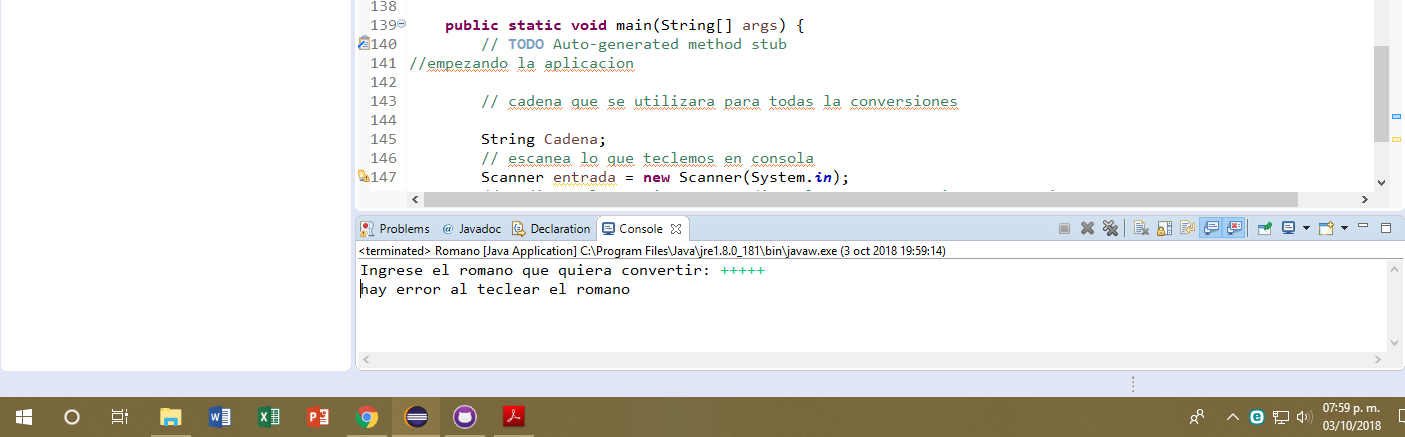 138
139 public static void main(String[] args) {
140 // TODO Auto-generated method stub
141 //empezando la aplicacion
142
143 // cadena que se utilizara para todas la conversiones
144
145 String Cadena;
146 // escanea lo que teclemos en consola
147 Scanner entrada = new Scanner(System.in);
Problems @ Javadoc Declaration Console
<terminated> Romano [Java Application] C:\Program Files\Java\jre1.8.0_181\bin\javaw.exe (3 oct 2018 19:59:14)
Ingrese el romano que quiera convertir: +++++
hay error al teclear el romano
07:59 p. m.
03/10/2018